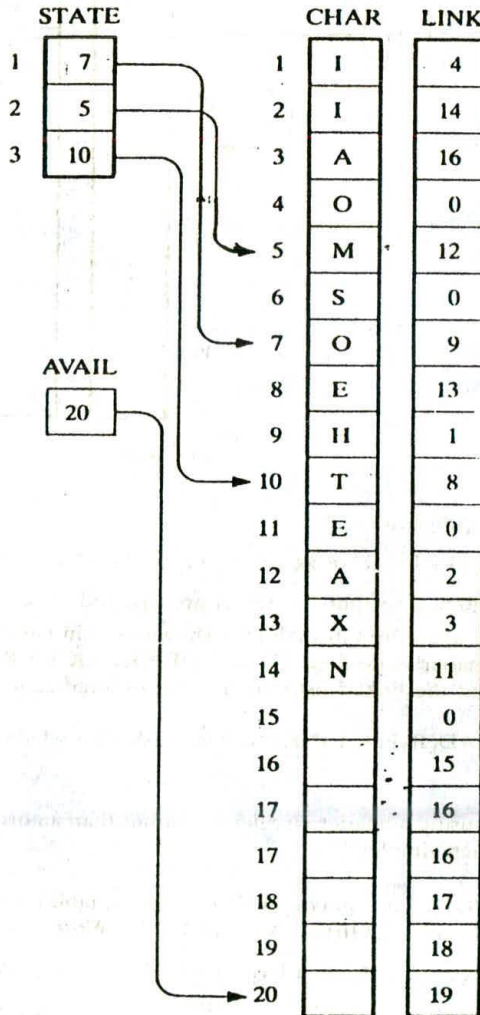 STATE CHAR LINK
1 7 1 I 4
2 5 2 I 14
3 10 3 A 16
4 O 0
5 M 12
6 S 0
7 O 9
AVAIL
20 8 E 13
9 H 1
10 T 8
11 E 0
12 A 2
13 X 3
14 N 11
15 0
16 15
17 16
17 16
18 17
19 18
20 19